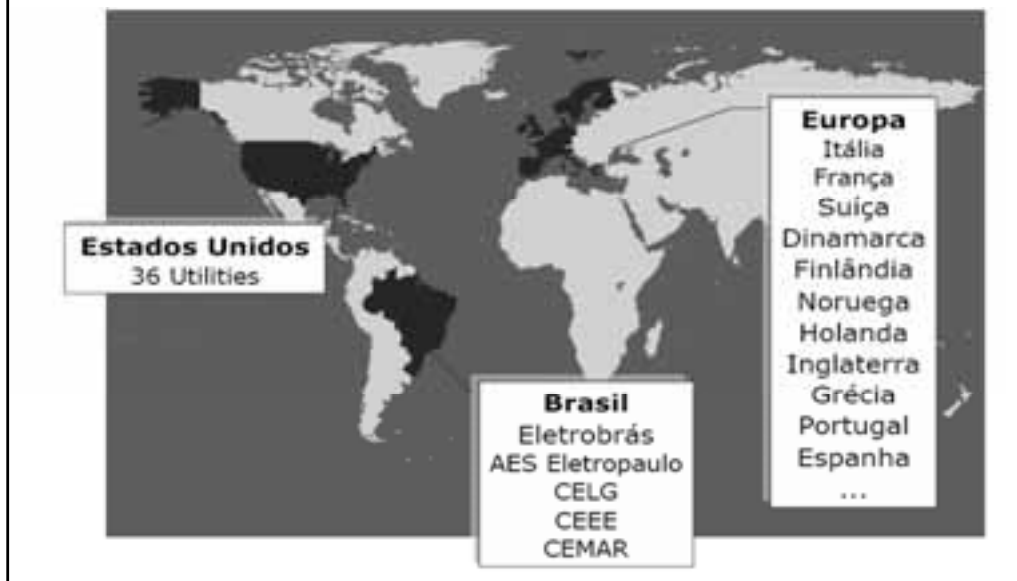 Estados Unidos
36 Utilities
Brasil
Eletrobrás
AES Eletropaulo
CELG
CEEE
CEMAR
Europa
Itália
França
Suíça
Dinamarca
Finlândia
Noruega
Holanda
Inglaterra
Grécia
Portugal
Espanha
...